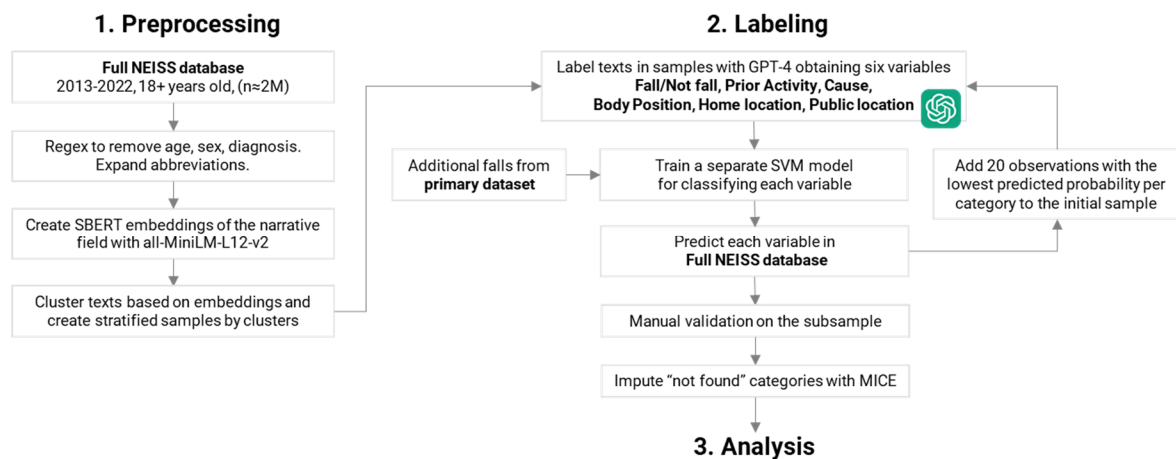 1. Preprocessing
Full NEISS database
2013-2022, 18+ years old, (n≈2M)
Regex to remove age, sex, diagnosis.
Expand abbreviations.
Create SBERT embeddings of the narrative
field with all-MiniLM-L12-v2
Cluster texts based on embeddings and
create stratified samples by clusters
2. Labeling
Label texts in samples with GPT-4 obtaining six variables
Fall/Not fall, Prior Activity, Cause,
Body Position, Home location, Public location
Additional falls from
primary dataset
Train a separate SVM model
for classifying each variable
Add 20 observations with the
lowest predicted probability per
category to the initial sample
Predict each variable in
Full NEISS database
Manual validation on the subsample
Impute “not found” categories with MICE
3. Analysis